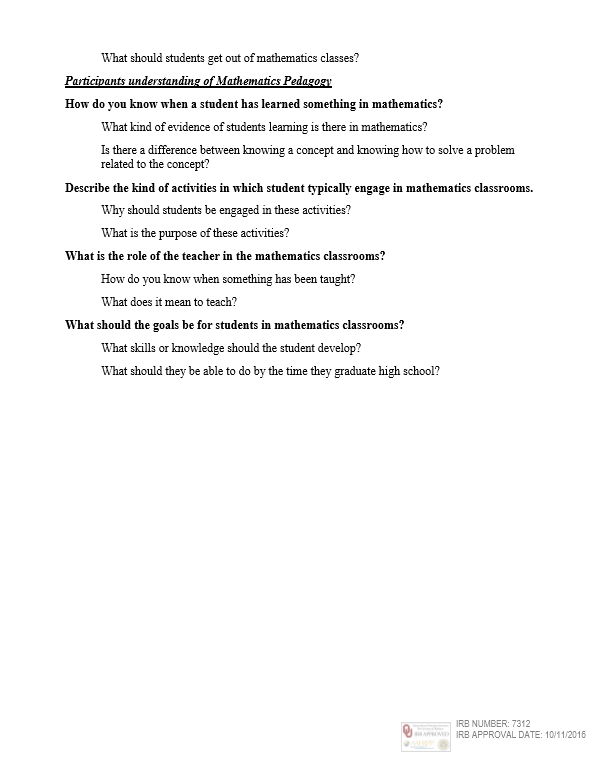 What should students get out of mathematics classes?
Participants understanding of Mathematics Pedagogy
How do you know when a student has learned something in mathematics?
What kind of evidence of students learning is there in mathematics?
Is there a difference between knowing a concept and knowing how to solve a problem
related to the concept?
Describe the kind of activities in which student typically engage in mathematics classrooms.
Why should students be engaged in these activities?
What is the purpose of these activities?
What is the role of the teacher in the mathematics classrooms?
How do you know when something has been taught?
What does it mean to teach?
What should the goals be for students in mathematics classrooms?
What skills or knowledge should the student develop?
What should they be able to do by the time they graduate high school?
IRB APPROVED
IRB NUMBER: 7312
IRB APPROVAL DATE: 10/11/2016